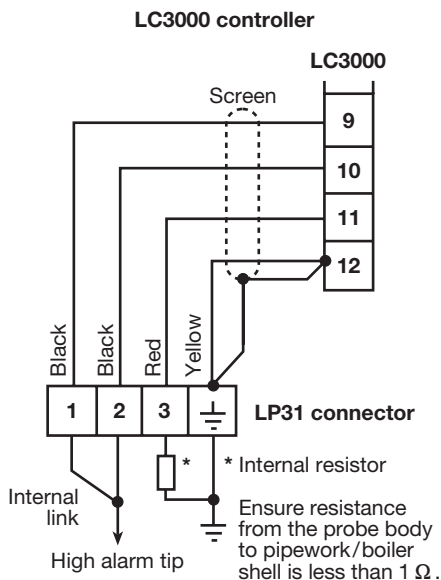 LC3000 controller
LC3000
Screen
9
10
11
12
Black
Black
Red
Yellow
1
2
3
LP31 connector
*
* Internal resistor
Internal
link
High alarm tip
Ensure resistance
from the probe body
to pipework/boiler
shell is less than 1 Ω.